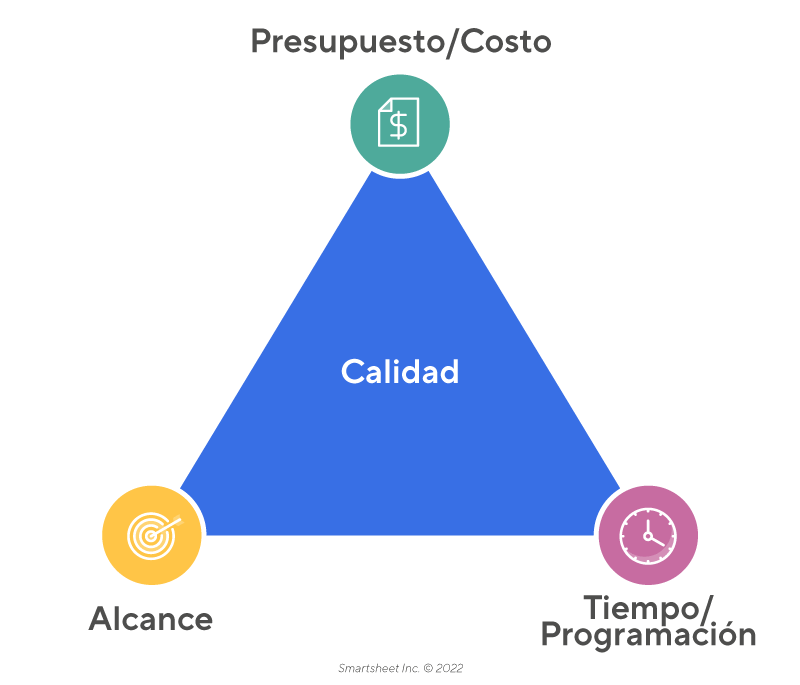 Presupuesto/Costo
$
Calidad
Alcance
Tiempo/
Programación
Smartsheet Inc. © 2022